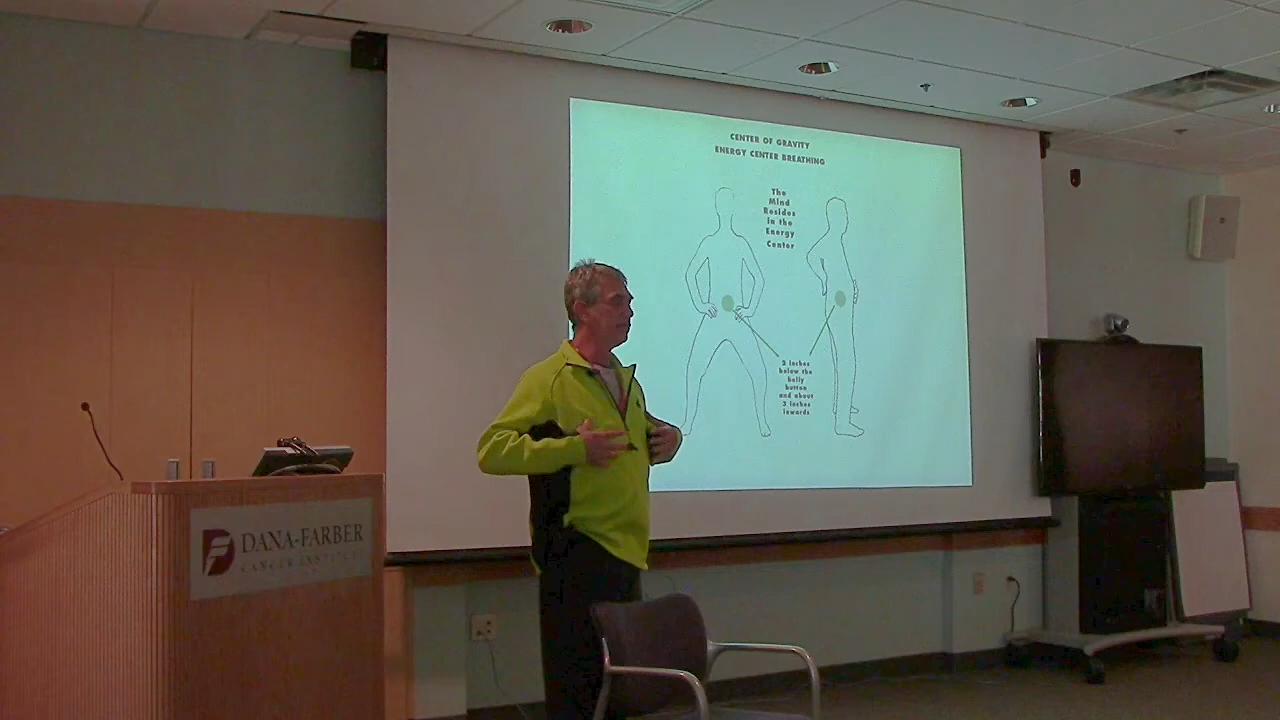 CENTER OF GRAVITY
ENERGY CENTER BREATHING
The
Mind
Resides
in the
Energy
Center
2 inches
below the
belly
button
and about
3 inches
inwards
DANA-FARBER
CANCER INSTITUTE